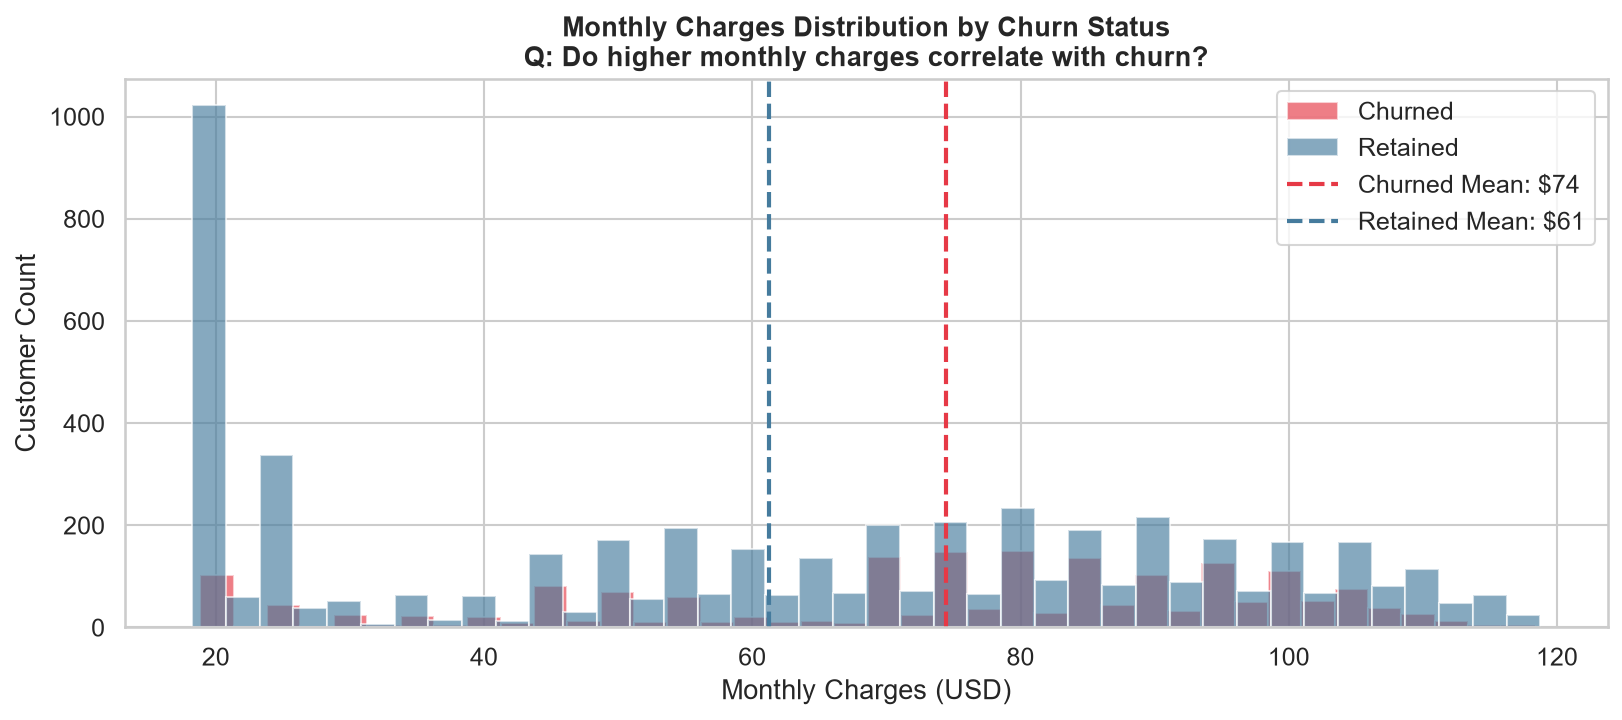 Monthly Charges Distribution by Churn Status
Q: Do higher monthly charges correlate with churn?
Churned
Retained
Churned Mean: $74
Retained Mean: $61
Customer Count
1000
800
600
400
200
0
20
40
60
80
100
120
Monthly Charges (USD)